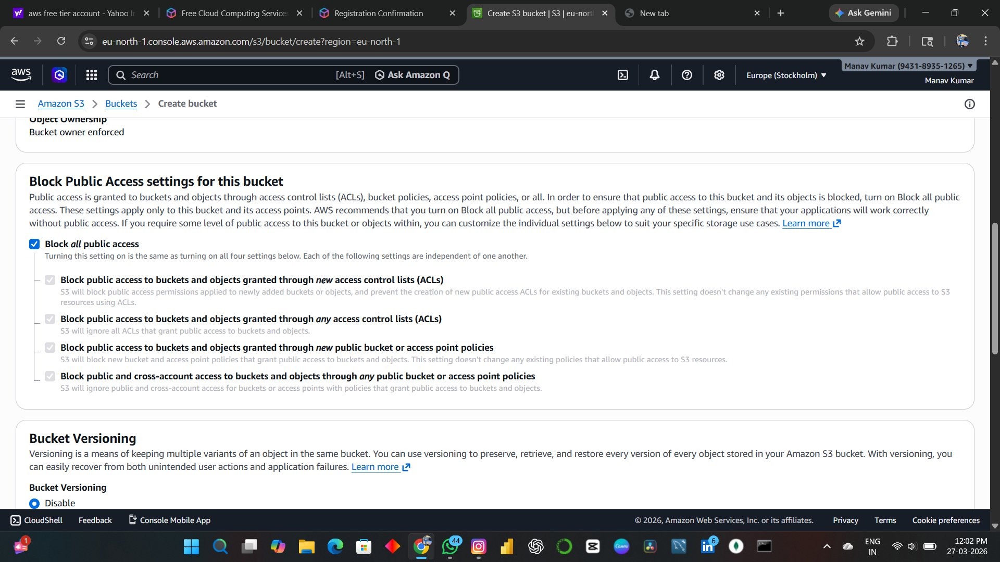 aws free tier account - Yahoo I
Free Cloud Computing Services
Registration Confirmation
Create S3 bucket | S3 | eu-nort
New tab
Ask Gemini
eu-north-1.console.aws.amazon.com/s3/bucket/create?region=eu-north-1
aws
Search
[Alt+S]
Ask Amazon Q
Europe (Stockholm)
Manav Kumar (9431-8935-1265)
Manav Kumar
Amazon S3
Buckets
Create bucket
Object Ownership
Bucket owner enforced
Block Public Access settings for this bucket
Public access is granted to buckets and objects through access control lists (ACLs), bucket policies, access point policies, or all. In order to ensure that public access to this bucket and its objects is blocked, turn on Block all public
access. These settings apply only to this bucket and its access points. AWS recommends that you turn on Block all public access, but before applying any of these settings, ensure that your applications will work correctly
without public access. If you require some level of public access to this bucket or objects within, you can customize the individual settings below to suit your specific storage use cases. Learn more
Block all public access
Turning this setting on is the same as turning on all four settings below. Each of the following settings are independent of one another.
Block public access to buckets and objects granted through new access control lists (ACLs)
S3 will block public access permissions applied to newly added buckets or objects, and prevent the creation of new public access ACLs for existing buckets and objects. This setting doesn't change any existing permissions that allow public access to S3
resources using ACLs.
Block public access to buckets and objects granted through any access control lists (ACLs)
S3 will ignore all ACLs that grant public access to buckets and objects.
Block public access to buckets and objects granted through new public bucket or access point policies
S3 will block new bucket and access point policies that grant public access to buckets and objects. This setting doesn't change any existing policies that allow public access to S3 resources.
Block public and cross-account access to buckets and objects through any public bucket or access point policies
S3 will ignore public and cross-account access for buckets or access points with policies that grant public access to buckets and objects.
Bucket Versioning
Versioning is a means of keeping multiple variants of an object in the same bucket. You can use versioning to preserve, retrieve, and restore every version of every object stored in your Amazon S3 bucket. With versioning, you
can easily recover from both unintended user actions and application failures. Learn more
Bucket Versioning
Disable
CloudShell
Feedback
Console Mobile App
© 2026, Amazon Web Services, Inc. or its affiliates.
Privacy
Terms
Cookie preferences
1
44
Canva
6
ENG
IN
12:02 PM
27-03-2026